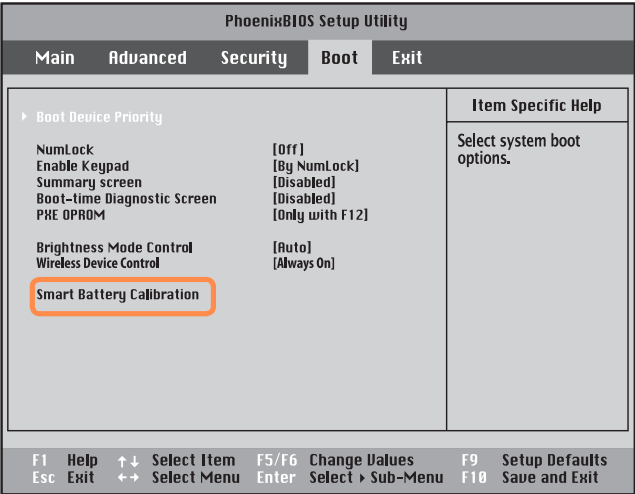 PhoenixBIOS Setup Utility
Main Advanced Security Boot Exit
Item Specific Help
Select system boot
options.
▸ Boot Device Priority
NumLock [Off]
Enable Keypad [By NumLock]
Summary screen [Disabled]
Boot-time Diagnostic Screen [Disabled]
PXE OPROM [Only with F12]
Brightness Mode Control [Auto]
Wireless Device Control [Always On]
Smart Battery Calibration
F1 Help ↑↓ Select Item F5/F6 Change Values F9 Setup Defaults
Esc Exit ←→ Select Menu Enter Select ▸ Sub-Menu F10 Save and Exit